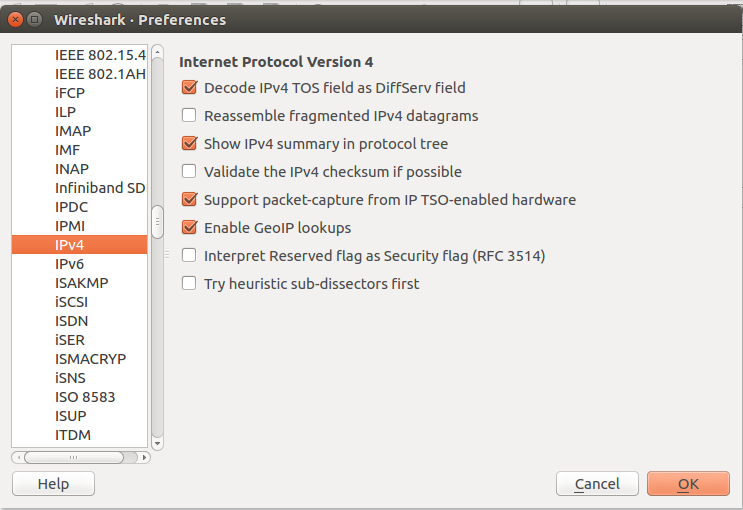 Wireshark · Preferences
IEEE 802.15.4
IEEE 802.1AH
iFCP
ILP
IMAP
IMF
INAP
Infiniband SD
IPDC
IPMI
IPv4
IPv6
ISAKMP
iSCSI
ISDN
iSER
ISMACRYP
iSNS
ISO 8583
ISUP
ITDM
Internet Protocol Version 4
Decode IPv4 TOS field as DiffServ field
Reassemble fragmented IPv4 datagrams
Show IPv4 summary in protocol tree
Validate the IPv4 checksum if possible
Support packet-capture from IP TSO-enabled hardware
Enable GeoIP lookups
Interpret Reserved flag as Security flag (RFC 3514)
Try heuristic sub-dissectors first
Help
Cancel
OK